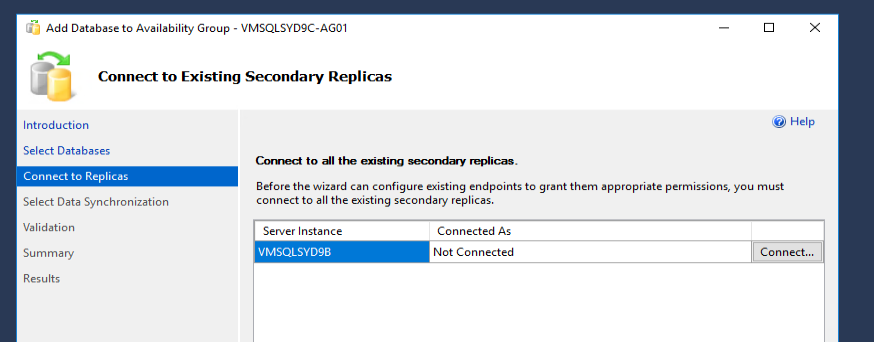 Add Database to Availability Group - VMSQLSYD9C-AG01
Connect to Existing Secondary Replicas
Introduction
Select Databases
Connect to Replicas
Select Data Synchronization
Validation
Summary
Results
Help
Connect to all the existing secondary replicas.
Before the wizard can configure existing endpoints to grant them appropriate permissions, you must
connect to all the existing secondary replicas.
Server Instance Connected As
VMSQLSYD9B Not Connected Connect...